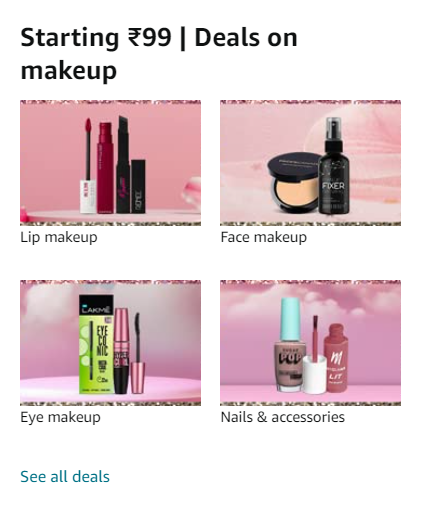 Starting ₹99 | Deals on
makeup
FIXER
Lip makeup
Face makeup
LAKMÉ
EYE
CO
NIC
POP
LIT
Eye makeup
Nails & accessories
See all deals